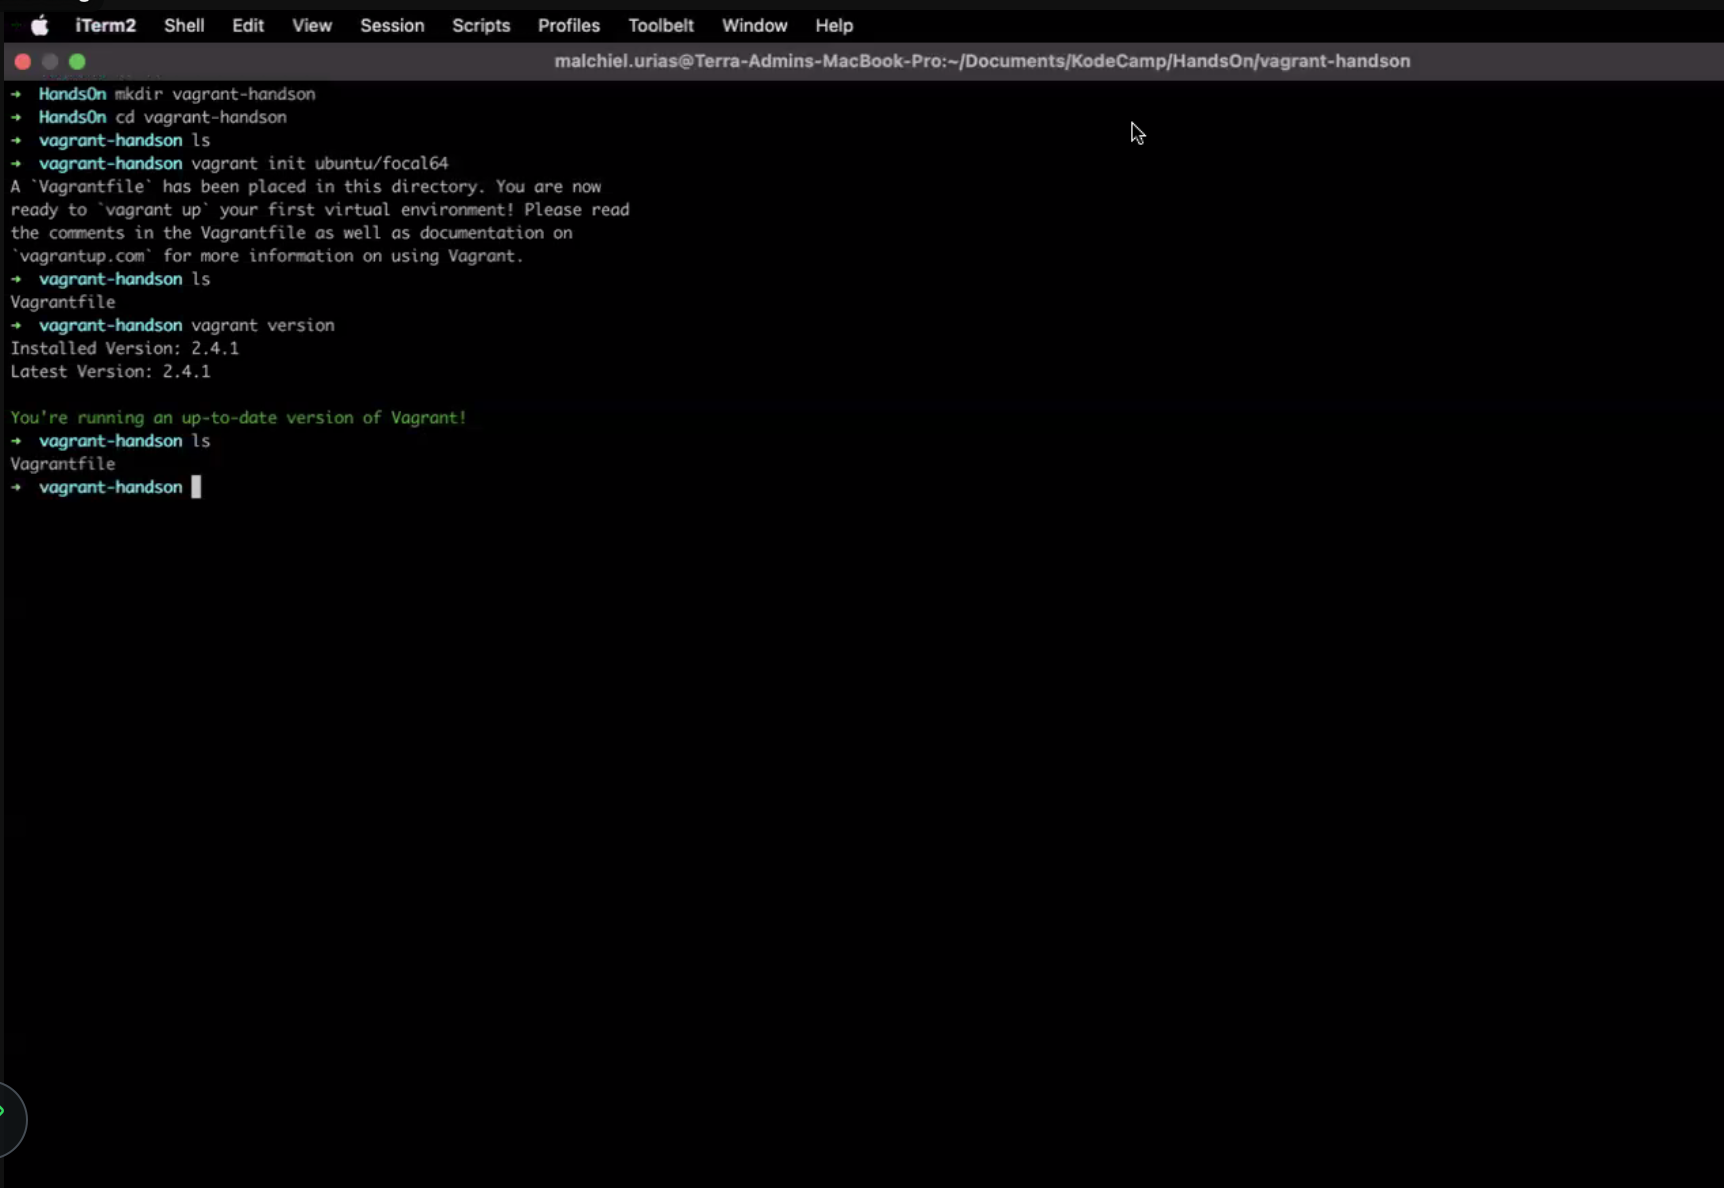 iTerm2 Shell Edit View Session Scripts Profiles Toolbelt Window Help
malchiel.urias@Terra-Admins-MacBook-Pro:~/Documents/KodeCamp/HandsOn/vagrant-handson
→ HandsOn mkdir vagrant-handson
→ HandsOn cd vagrant-handson
→ vagrant-handson ls
→ vagrant-handson vagrant init ubuntu/focal64
A `Vagrantfile` has been placed in this directory. You are now
ready to `vagrant up` your first virtual environment! Please read
the comments in the Vagrantfile as well as documentation on
`vagrantup.com` for more information on using Vagrant.
→ vagrant-handson ls
Vagrantfile
→ vagrant-handson vagrant version
Installed Version: 2.4.1
Latest Version: 2.4.1
You're running an up-to-date version of Vagrant!
→ vagrant-handson ls
Vagrantfile
→ vagrant-handson